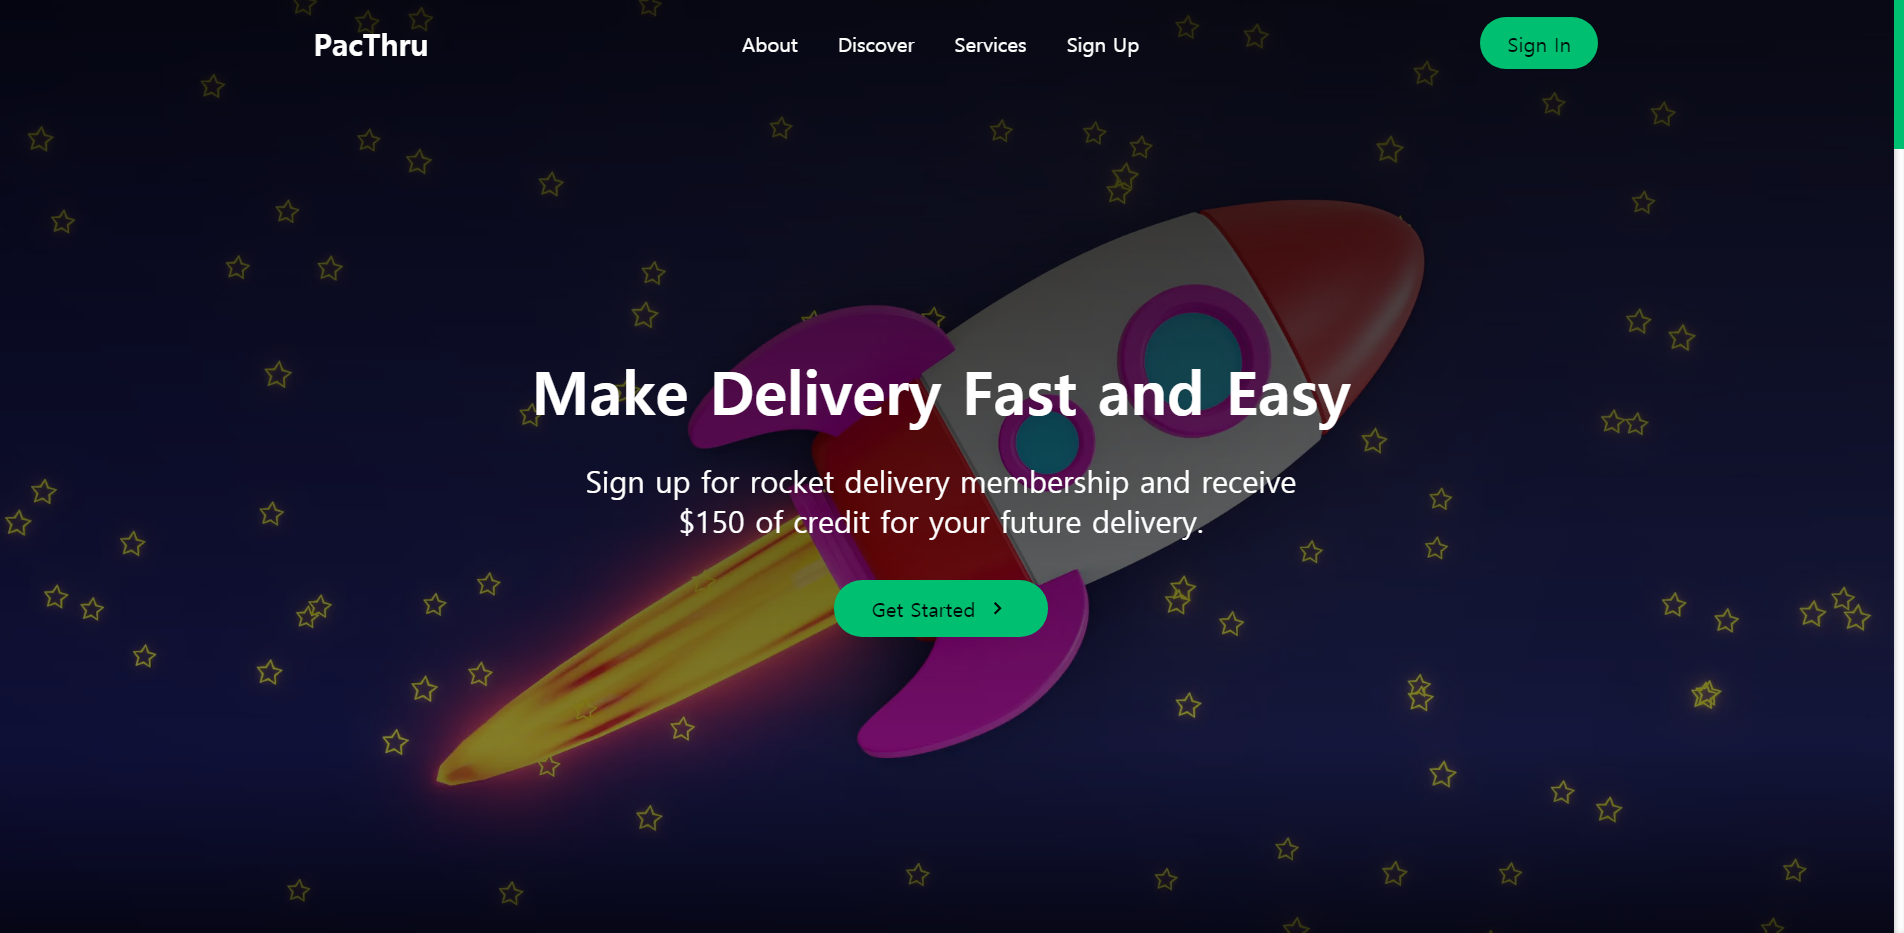 PacThru
About
Discover
Services
Sign Up
Sign In
Make Delivery Fast and Easy
Sign up for rocket delivery membership and receive
$150 of credit for your future delivery.
Get Started